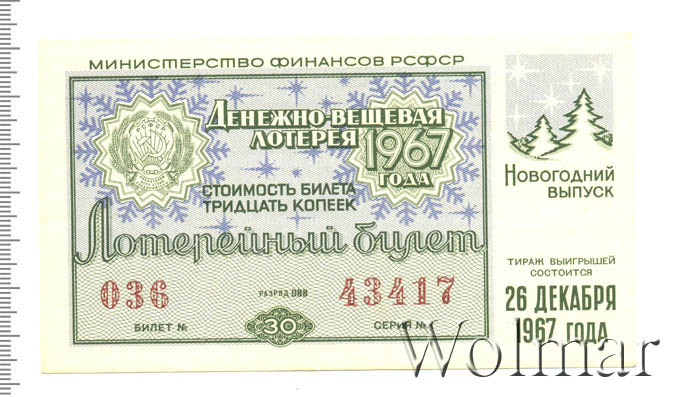 МИНИСТЕРСТВО ФИНАНСОВ РСФСР
РСФСР
ДЕНЕЖНО-ВЕЩЕВАЯ
ЛОТЕРЕЯ
1967
ГОДА
СТОИМОСТЬ БИЛЕТА
ТРИДЦАТЬ КОПЕЕК
Лотерейный билет
036
РАЗРЯД 088
43417
БИЛЕТ №
30
СЕРИЯ №
НОВОГОДНИЙ
ВЫПУСК
ТИРАЖ ВЫИГРЫШЕЙ
СОСТОИТСЯ
26 ДЕКАБРЯ
1967 ГОДА
Wolmar